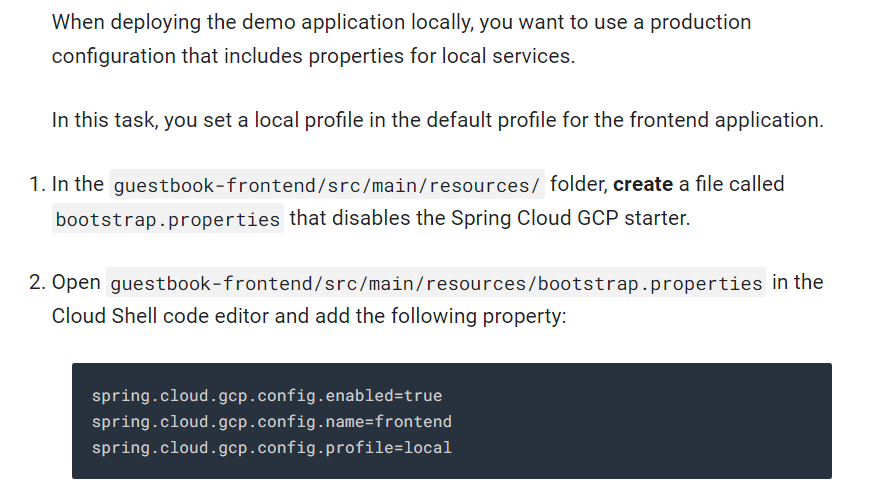 When deploying the demo application locally, you want to use a production
configuration that includes properties for local services.
In this task, you set a local profile in the default profile for the frontend application.
1. In the guestbook-frontend/src/main/resources/ folder, create a file called
bootstrap.properties that disables the Spring Cloud GCP starter.
2. Open guestbook-frontend/src/main/resources/bootstrap.properties in the
Cloud Shell code editor and add the following property:
spring.cloud.gcp.config.enabled=true
spring.cloud.gcp.config.name=frontend
spring.cloud.gcp.config.profile=local